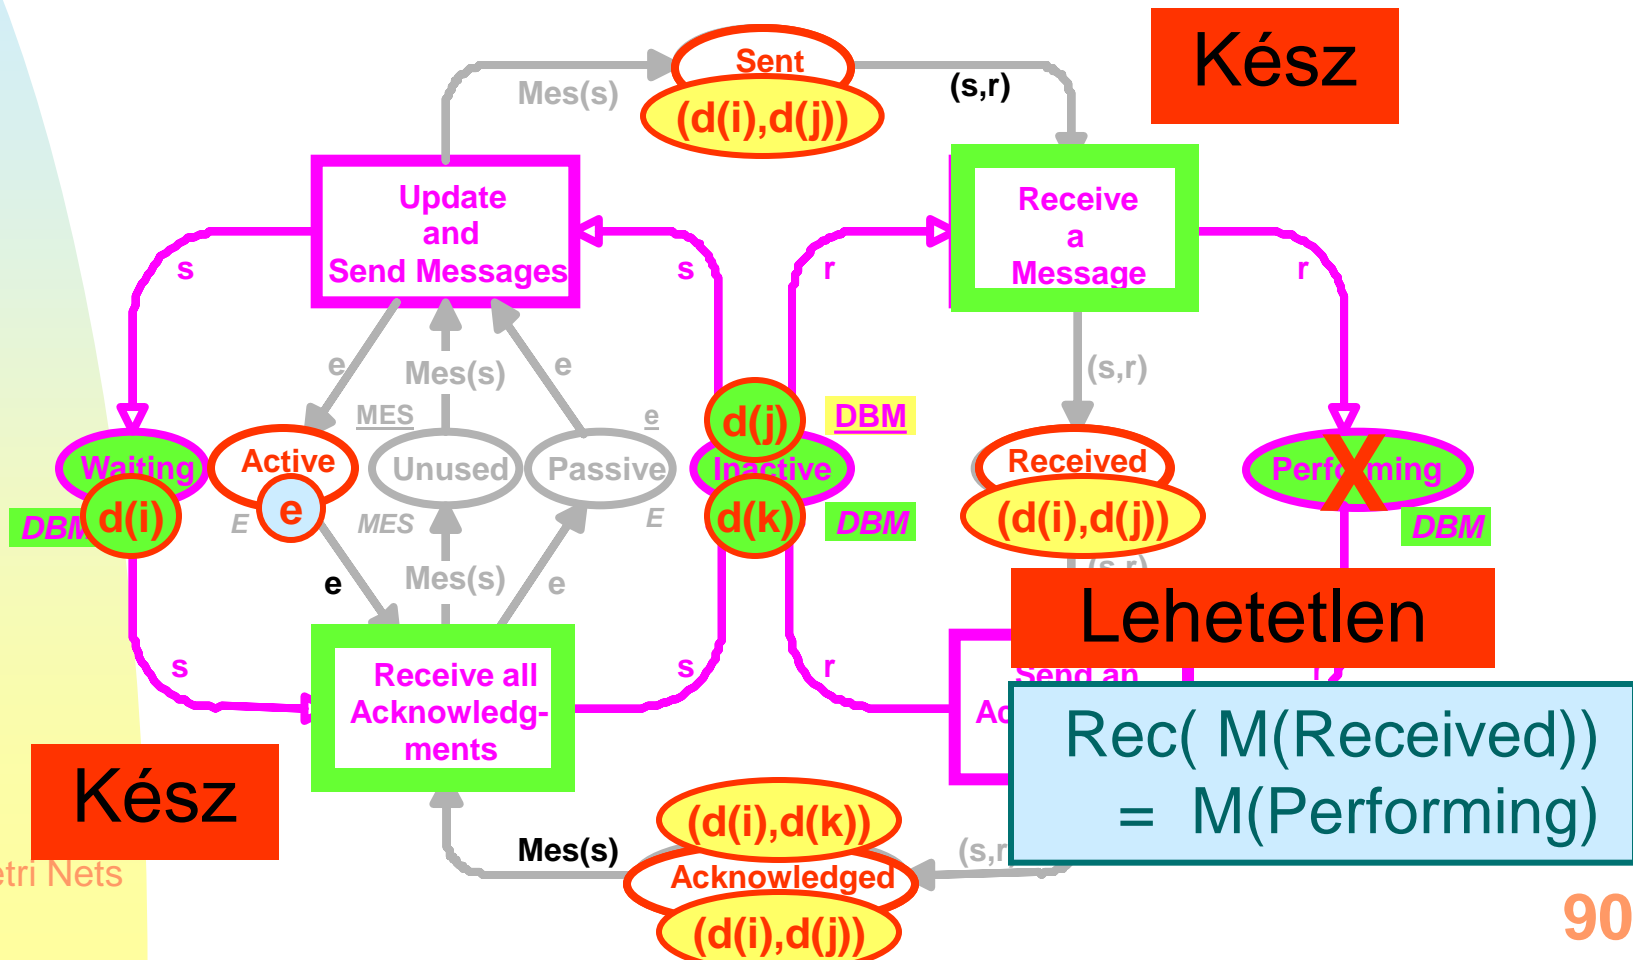 Sent
(d(i),d(j))
Mes(s)
(s,r)
Kész
Update
and
Send Messages
Receive
a
Message
s
s
r
r
e
Mes(s)
e
(s,r)
MES
e
d(j)
DBM
Waiting
Active
Unused
Passive
Inactive
Received
Performing
X
DBM
d(i)
E
e
MES
E
d(k)
DBM
(d(i),d(j))
DBM
e
Mes(s)
e
(s,r)
Lehetetlen
s
Receive all
Acknowledg-
ments
s
r
Send an
r
Rec( M(Received))
= M(Performing)
Kész
Mes(s)
(d(i),d(k))
Acknowledged
(d(i),d(j))
(s,r
etri Nets
90